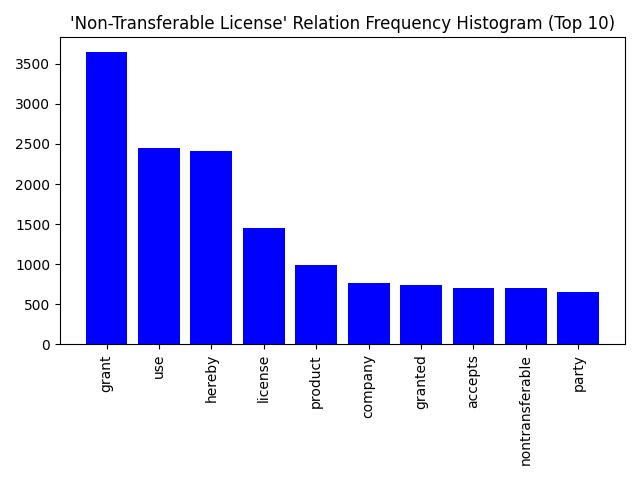 'Non-Transferable License' Relation Frequency Histogram (Top 10)
3500
3000
2500
2000
1500
1000
500
0
grant
use
hereby
license
product
company
granted
accepts
nontransferable
party